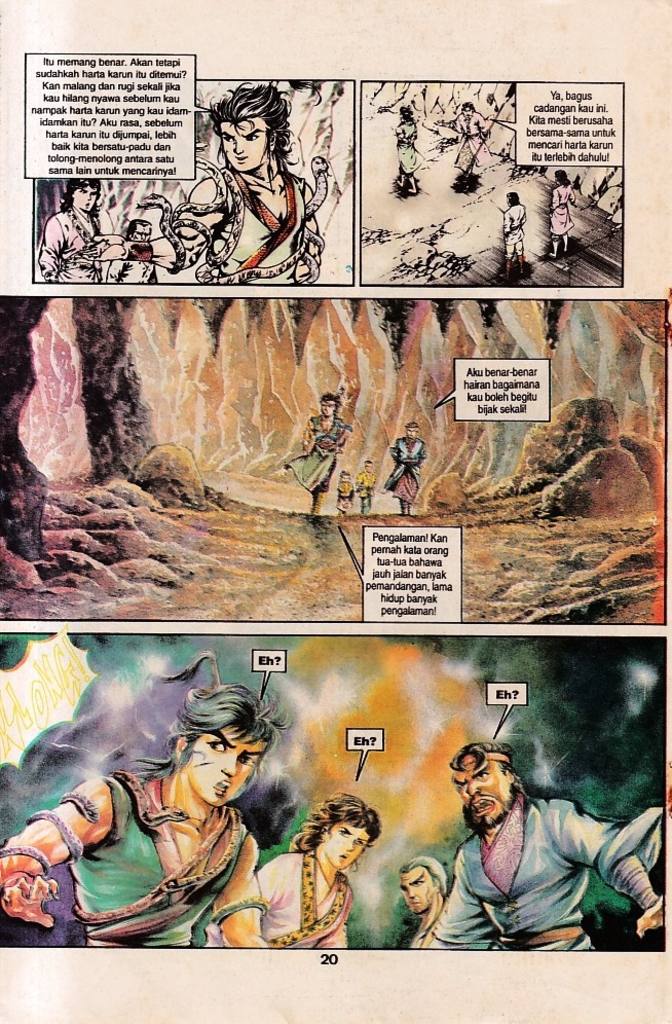 Itu memang benar. Akan tetapi
sudahkah harta karun itu ditemui?
Kan malang dan rugi sekali jika
kau hilang nyawa sebelum kau
nampak harta karun yang kau idam-
idamkan itu? Aku rasa, sebelum
harta karun itu dijumpai, lebih
baik kita bersatu-padu dan
tolong-menolong antara satu
sama lain untuk mencarinya!
Ya, bagus
cadangan kau ini.
Kita mesti berusaha
bersama-sama untuk
mencari harta karun
itu terlebih dahulu!
Aku benar-benar
hairan bagaimana
kau boleh begitu
bijak sekali!
Pengalaman! Kan
pernah kata orang
tua-tua bahawa
jauh jalan banyak
pemandangan, lama
hidup banyak
pengalaman!
Eh?
Eh?
Eh?
20